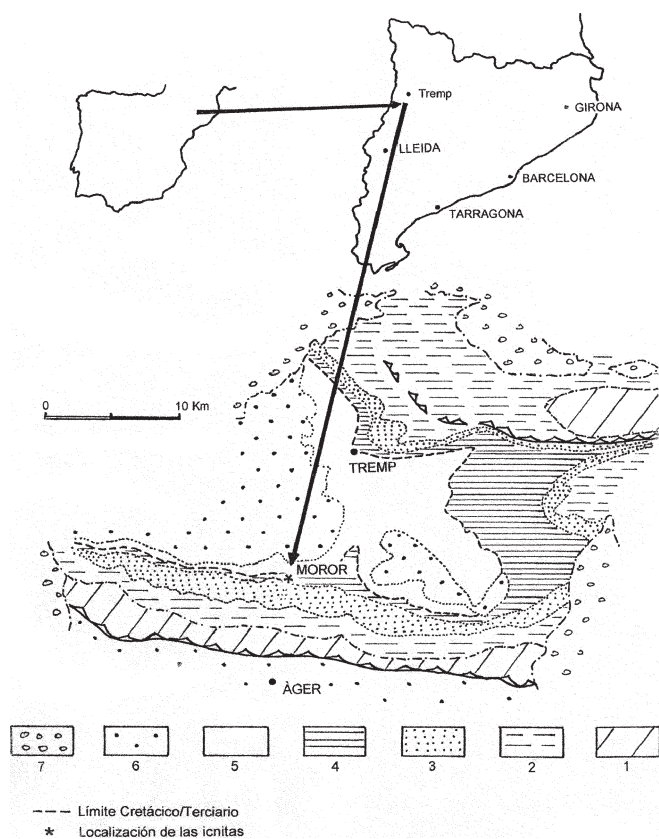 Tremp
GIRONA
LLEIDA
BARCELONA
TARRAGONA
0 10 Km
TREMP
MOROR
ÀGER
7 6 5 4 3 2 1
Límite Cretácico/Terciario
* Localización de las icnitas